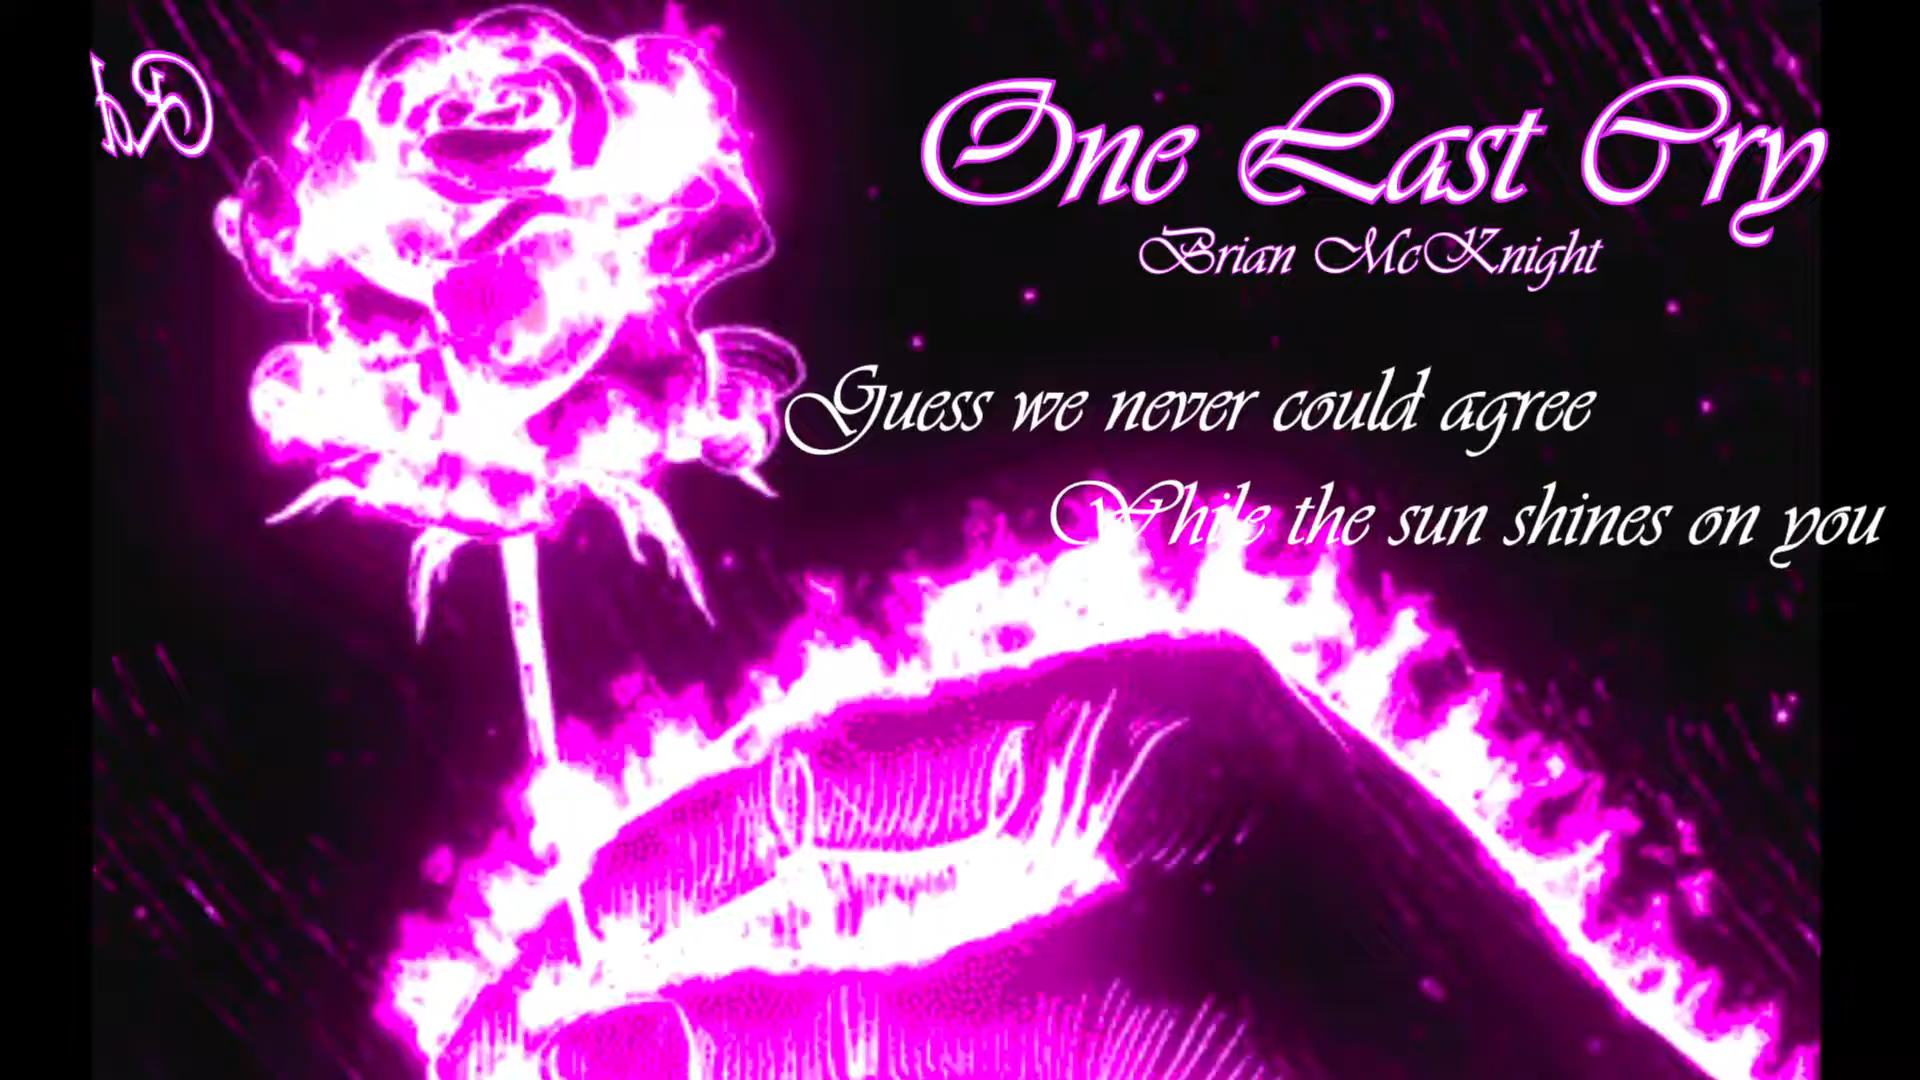 One Last Cry
Brian McKnight
Guess we never could agree
While the sun shines on you